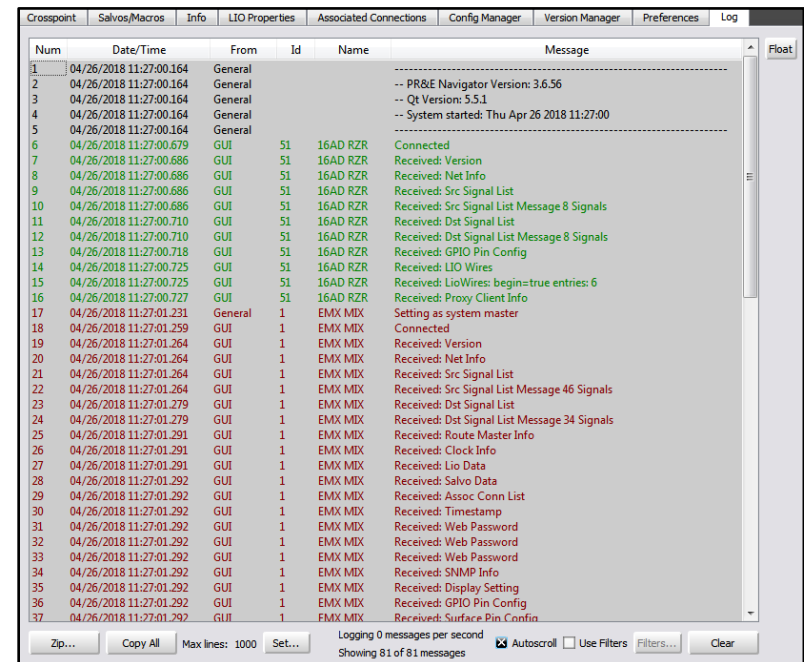 Crosspoint Salvos/Macros Info LIO Properties Associated Connections Config Manager Version Manager Preferences Log
Num Date/Time From Id Name Message Float
1 04/26/2018 11:27:00.164 General ------------------------------------------------------------------------------------
2 04/26/2018 11:27:00.164 General -- PR&E Navigator Version: 3.6.56
3 04/26/2018 11:27:00.164 General -- Qt Version: 5.5.1
4 04/26/2018 11:27:00.164 General -- System started: Thu Apr 26 2018 11:27:00
5 04/26/2018 11:27:00.164 General ------------------------------------------------------------------------------------
6 04/26/2018 11:27:00.679 GUI 51 16AD RZR Connected
7 04/26/2018 11:27:00.686 GUI 51 16AD RZR Received: Version
8 04/26/2018 11:27:00.686 GUI 51 16AD RZR Received: Net Info
9 04/26/2018 11:27:00.686 GUI 51 16AD RZR Received: Src Signal List
10 04/26/2018 11:27:00.686 GUI 51 16AD RZR Received: Src Signal List Message 8 Signals
11 04/26/2018 11:27:00.710 GUI 51 16AD RZR Received: Dst Signal List
12 04/26/2018 11:27:00.710 GUI 51 16AD RZR Received: Dst Signal List Message 8 Signals
13 04/26/2018 11:27:00.718 GUI 51 16AD RZR Received: GPIO Pin Config
14 04/26/2018 11:27:00.725 GUI 51 16AD RZR Received: LIO Wires
15 04/26/2018 11:27:00.725 GUI 51 16AD RZR Received: LioWires: begin=true entries: 6
16 04/26/2018 11:27:00.727 GUI 51 16AD RZR Received: Proxy Client Info
17 04/26/2018 11:27:01.231 General 1 EMX MIX Setting as system master
18 04/26/2018 11:27:01.259 GUI 1 EMX MIX Connected
19 04/26/2018 11:27:01.264 GUI 1 EMX MIX Received: Version
20 04/26/2018 11:27:01.264 GUI 1 EMX MIX Received: Net Info
21 04/26/2018 11:27:01.264 GUI 1 EMX MIX Received: Src Signal List
22 04/26/2018 11:27:01.264 GUI 1 EMX MIX Received: Src Signal List Message 46 Signals
23 04/26/2018 11:27:01.279 GUI 1 EMX MIX Received: Dst Signal List
24 04/26/2018 11:27:01.279 GUI 1 EMX MIX Received: Dst Signal List Message 34 Signals
25 04/26/2018 11:27:01.291 GUI 1 EMX MIX Received: Route Master Info
26 04/26/2018 11:27:01.291 GUI 1 EMX MIX Received: Clock Info
27 04/26/2018 11:27:01.291 GUI 1 EMX MIX Received: Lio Data
28 04/26/2018 11:27:01.292 GUI 1 EMX MIX Received: Salvo Data
29 04/26/2018 11:27:01.292 GUI 1 EMX MIX Received: Assoc Conn List
30 04/26/2018 11:27:01.292 GUI 1 EMX MIX Received: Timestamp
31 04/26/2018 11:27:01.292 GUI 1 EMX MIX Received: Web Password
32 04/26/2018 11:27:01.292 GUI 1 EMX MIX Received: Web Password
33 04/26/2018 11:27:01.292 GUI 1 EMX MIX Received: Web Password
34 04/26/2018 11:27:01.292 GUI 1 EMX MIX Received: SNMP Info
35 04/26/2018 11:27:01.292 GUI 1 EMX MIX Received: Display Setting
36 04/26/2018 11:27:01.292 GUI 1 EMX MIX Received: GPIO Pin Config
37 04/26/2018 11:27:01.292 GUI 1 EMX MIX Received: Surface Pin Config
Zip... Copy All Max lines: 1000 Set... Logging 0 messages per second Autoscroll Use Filters Filters... Clear
Showing 81 of 81 messages